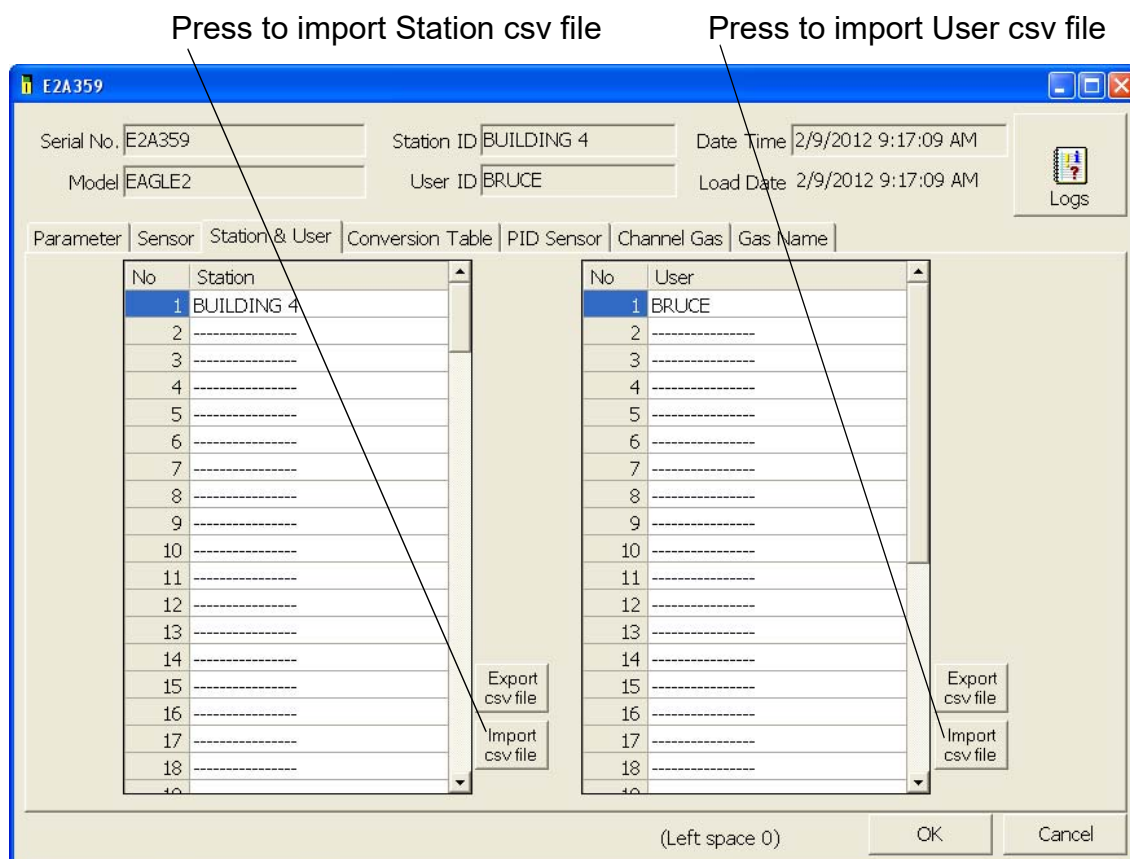 Press to import Station csv file Press to import User csv file
E2A359
Serial No. E2A359 Station ID BUILDING 4 Date Time 2/9/2012 9:17:09 AM
Model EAGLE2 User ID BRUCE Load Date 2/9/2012 9:17:09 AM
Logs
Parameter Sensor Station & User Conversion Table PID Sensor Channel Gas Gas Name
No Station No User
1 BUILDING 4 1 BRUCE
2 ---------------- 2 ----------------
3 ---------------- 3 ----------------
4 ---------------- 4 ----------------
5 ---------------- 5 ----------------
6 ---------------- 6 ----------------
7 ---------------- 7 ----------------
8 ---------------- 8 ----------------
9 ---------------- 9 ----------------
10 ---------------- 10 ----------------
11 ---------------- 11 ----------------
12 ---------------- 12 ----------------
13 ---------------- 13 ----------------
14 ---------------- 14 ----------------
15 ---------------- Export csv file 15 ---------------- Export csv file
16 ---------------- 16 ----------------
17 ---------------- Import csv file 17 ---------------- Import csv file
18 ---------------- 18 ----------------
(Left space 0) OK Cancel